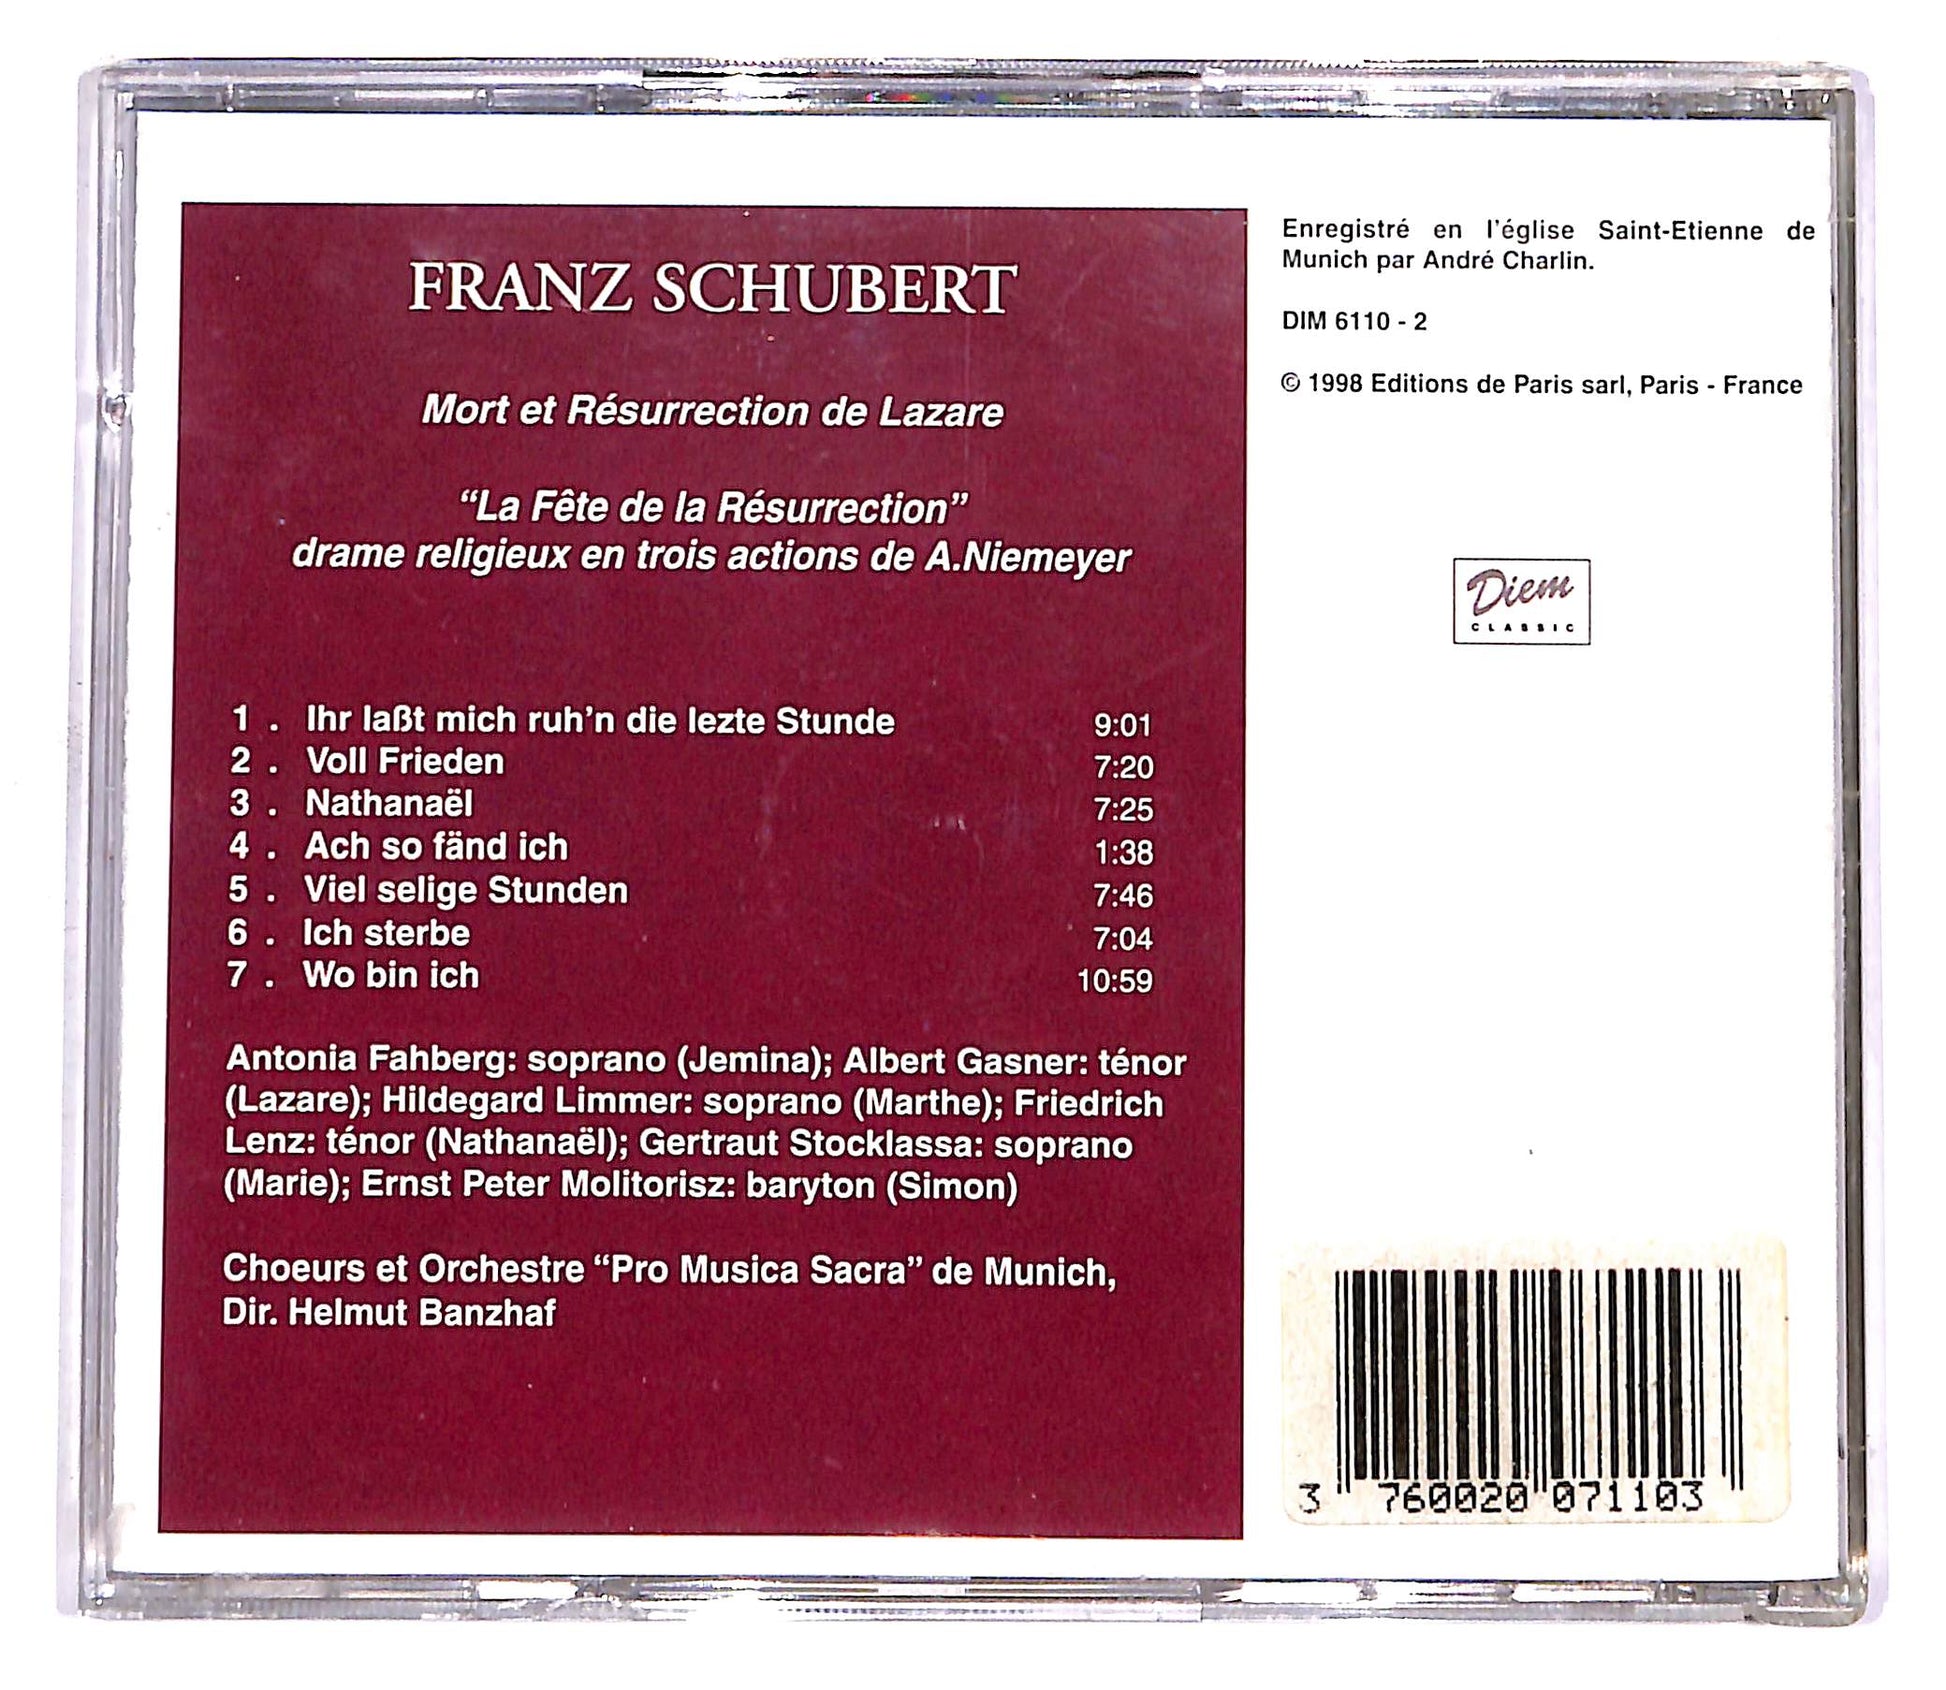 FRANZ SCHUBERT
Mort et Résurrection de Lazare
“La Fête de la Résurrection”
drame religieux en trois actions de A.Niemeyer
1 . Ihr laßt mich ruh’n die lezte Stunde 9:01
2 . Voll Frieden 7:20
3 . Nathanaël 7:25
4 . Ach so fänd ich 1:38
5 . Viel selige Stunden 7:46
6 . Ich sterbe 7:04
7 . Wo bin ich 10:59
Antonia Fahberg: soprano (Jemina); Albert Gasner: ténor
(Lazare); Hildegard Limmer: soprano (Marthe); Friedrich
Lenz: ténor (Nathanaël); Gertraut Stocklassa: soprano
(Marie); Ernst Peter Molitorisz: baryton (Simon)
Choeurs et Orchestre “Pro Musica Sacra” de Munich,
Dir. Helmut Banzhaf
Enregistré en l’église Saint-Etienne de
Munich par André Charlin.
DIM 6110 - 2
© 1998 Editions de Paris sarl, Paris - France
Diem
CLASSIC
3 760020 071103